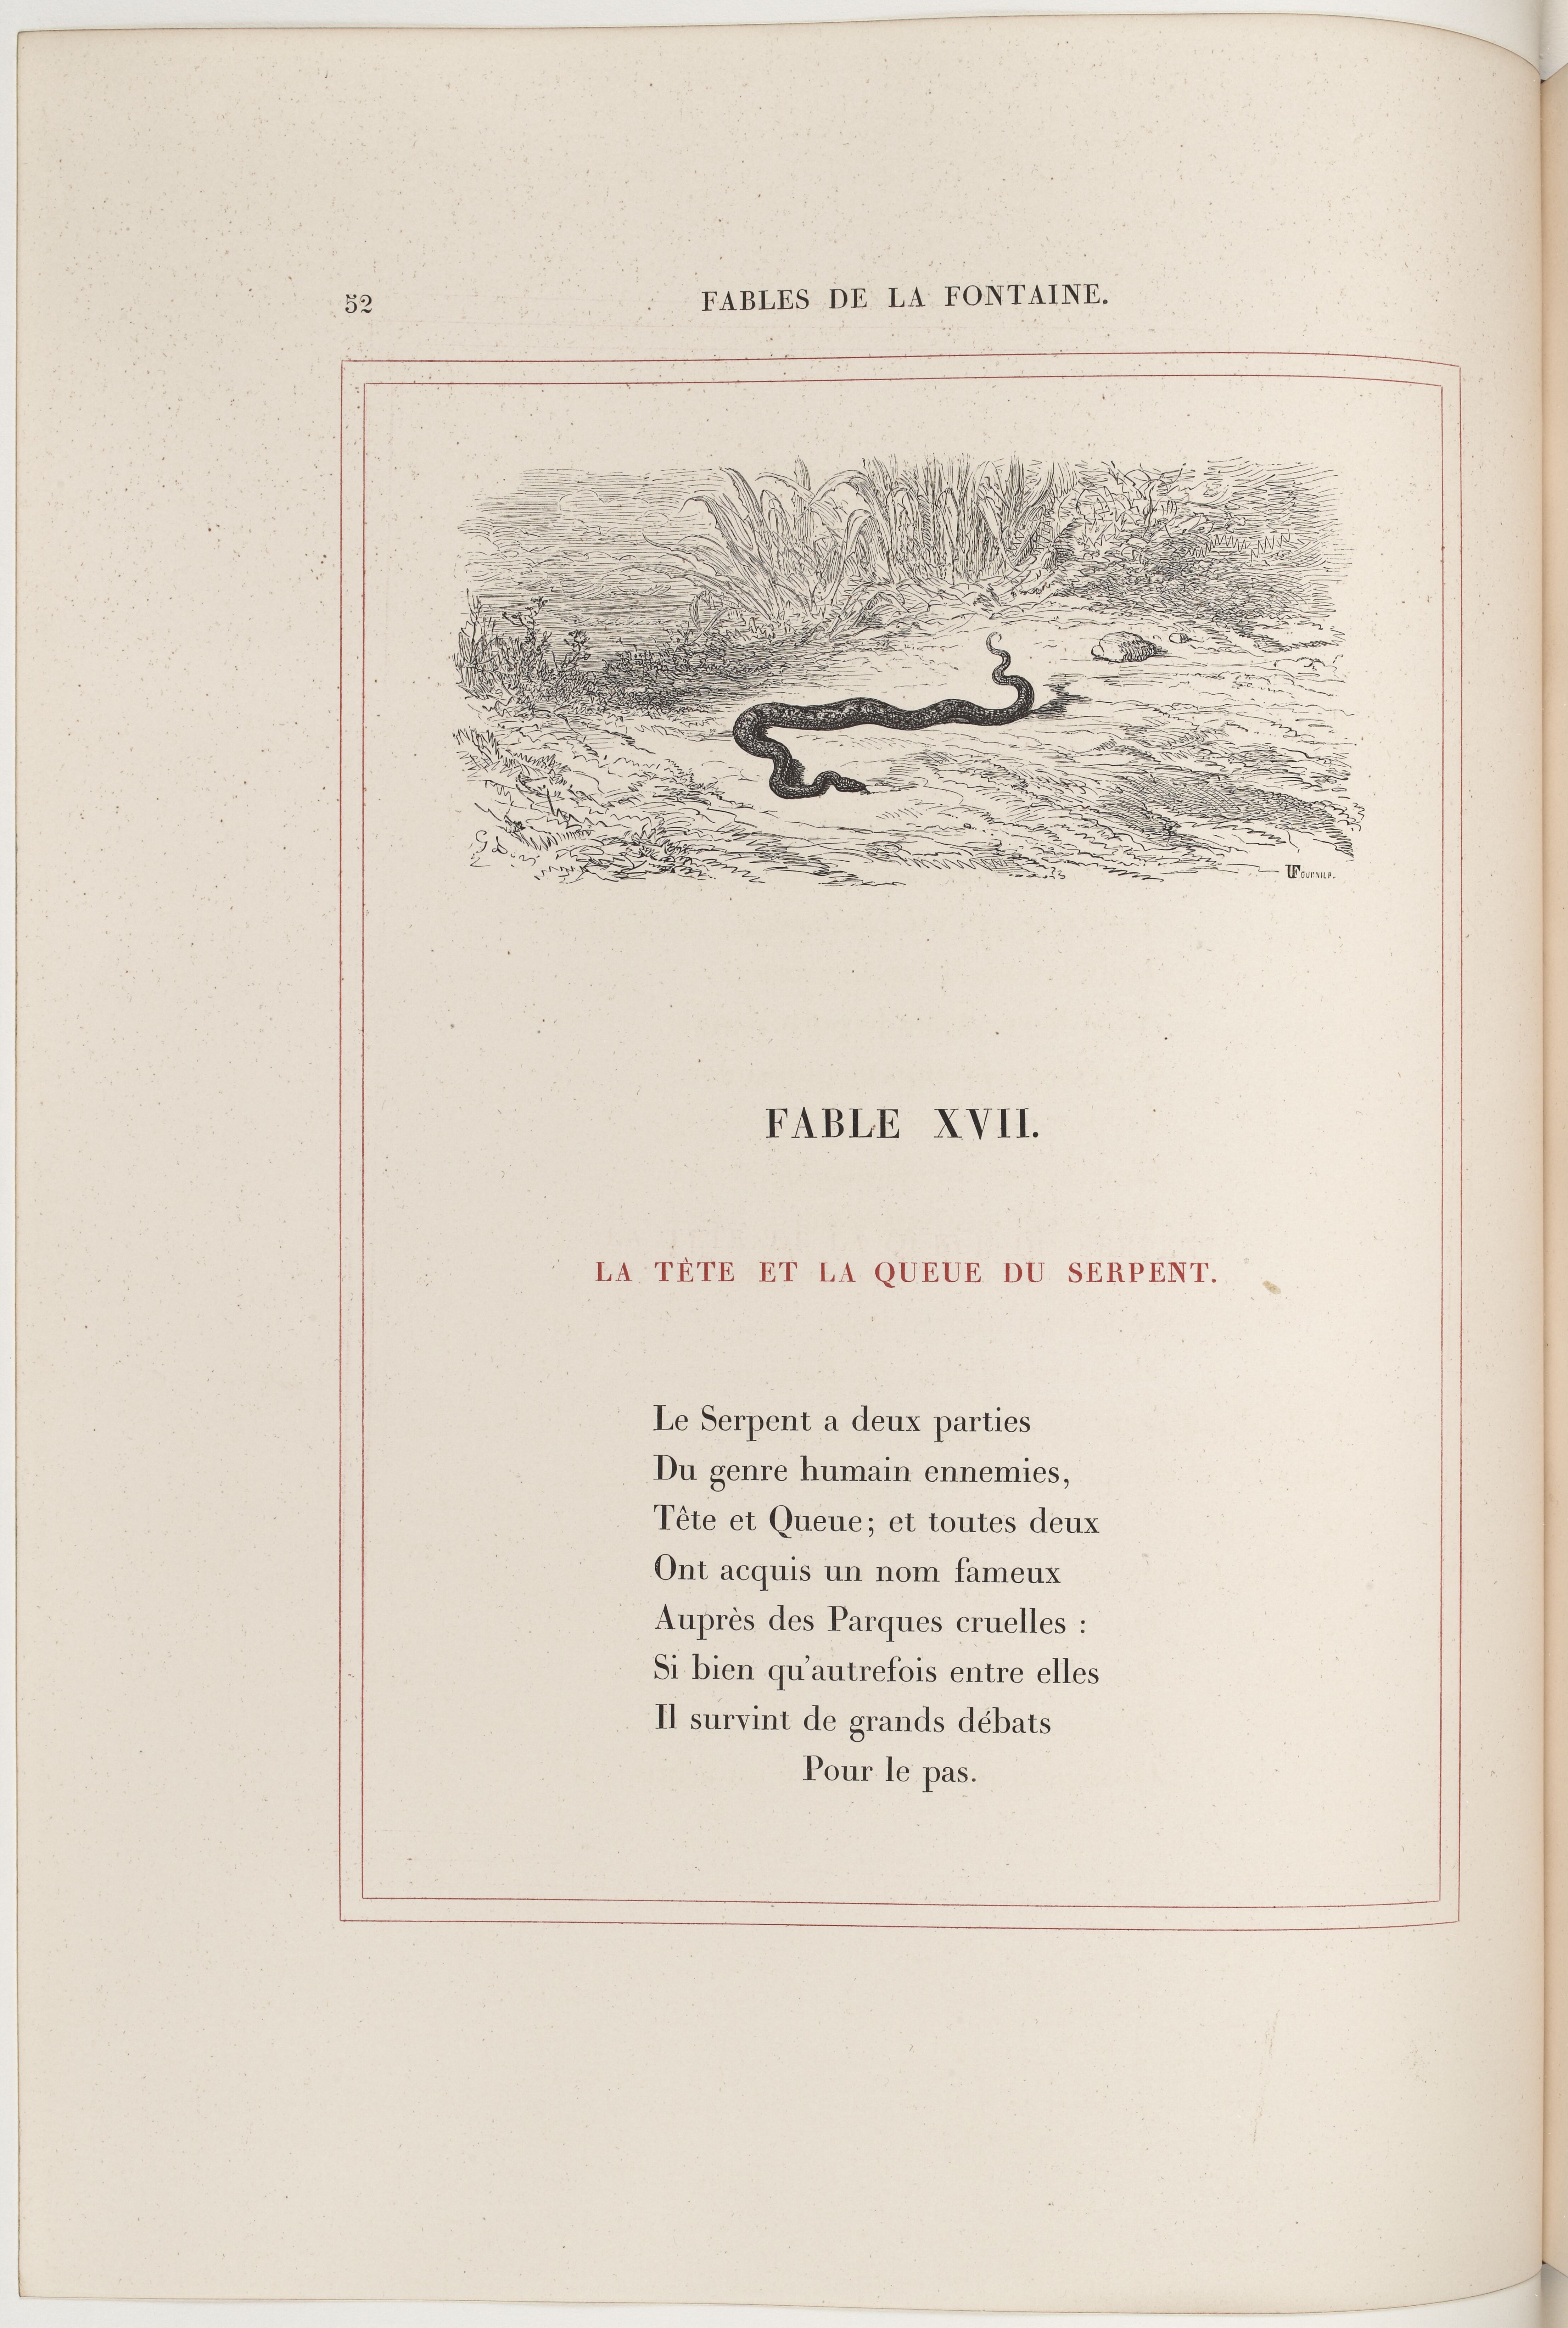 52
FABLES DE LA FONTAINE.
G Doré
FOURNIER.
FABLE XVII.
LA TÊTE ET LA QUEUE DU SERPENT.
Le Serpent a deux parties
Du genre humain ennemies,
Tête et Queue; et toutes deux
Ont acquis un nom fameux
Auprès des Parques cruelles :
Si bien qu'autrefois entre elles
Il survint de grands débats
Pour le pas.